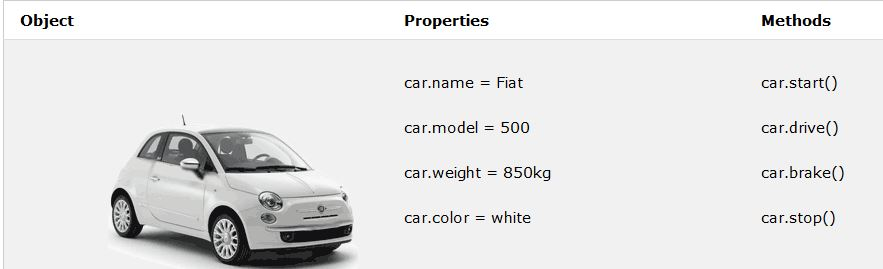 Object Properties Methods
car.name = Fiat car.start()
car.model = 500 car.drive()
car.weight = 850kg car.brake()
car.color = white car.stop()